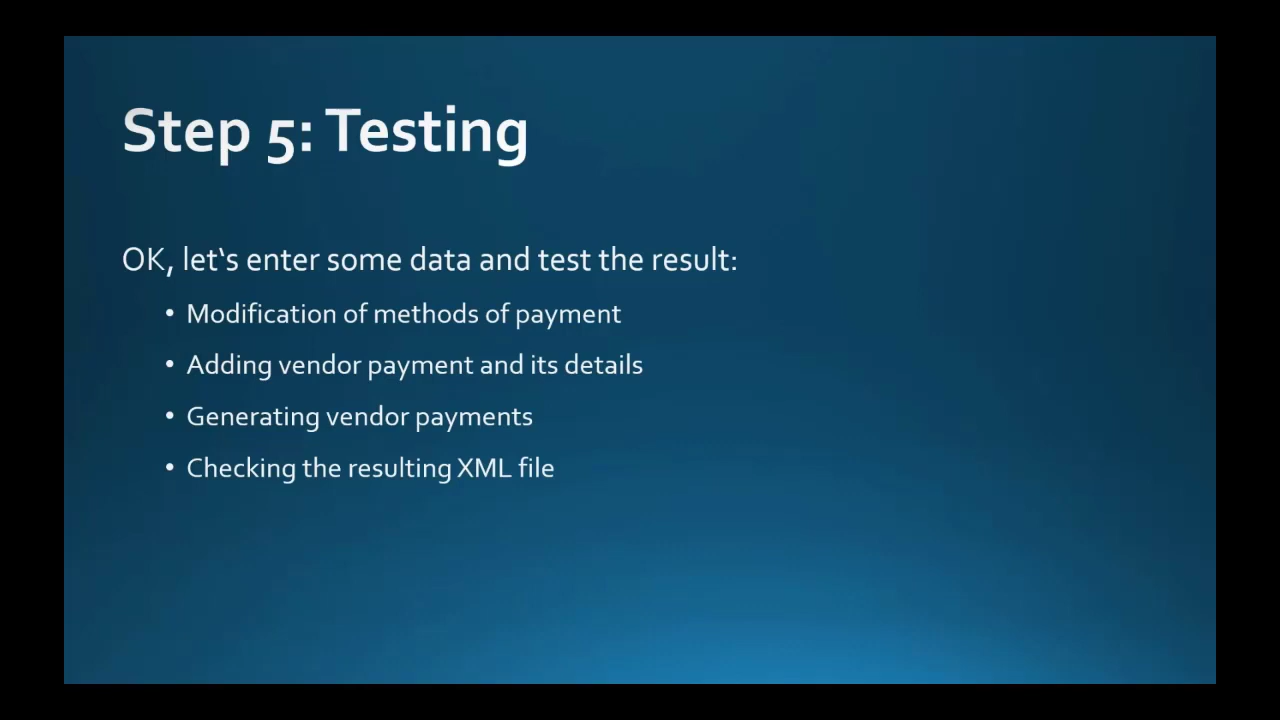 Step 5: Testing
OK, let‘s enter some data and test the result:
• Modification of methods of payment
• Adding vendor payment and its details
• Generating vendor payments
• Checking the resulting XML file